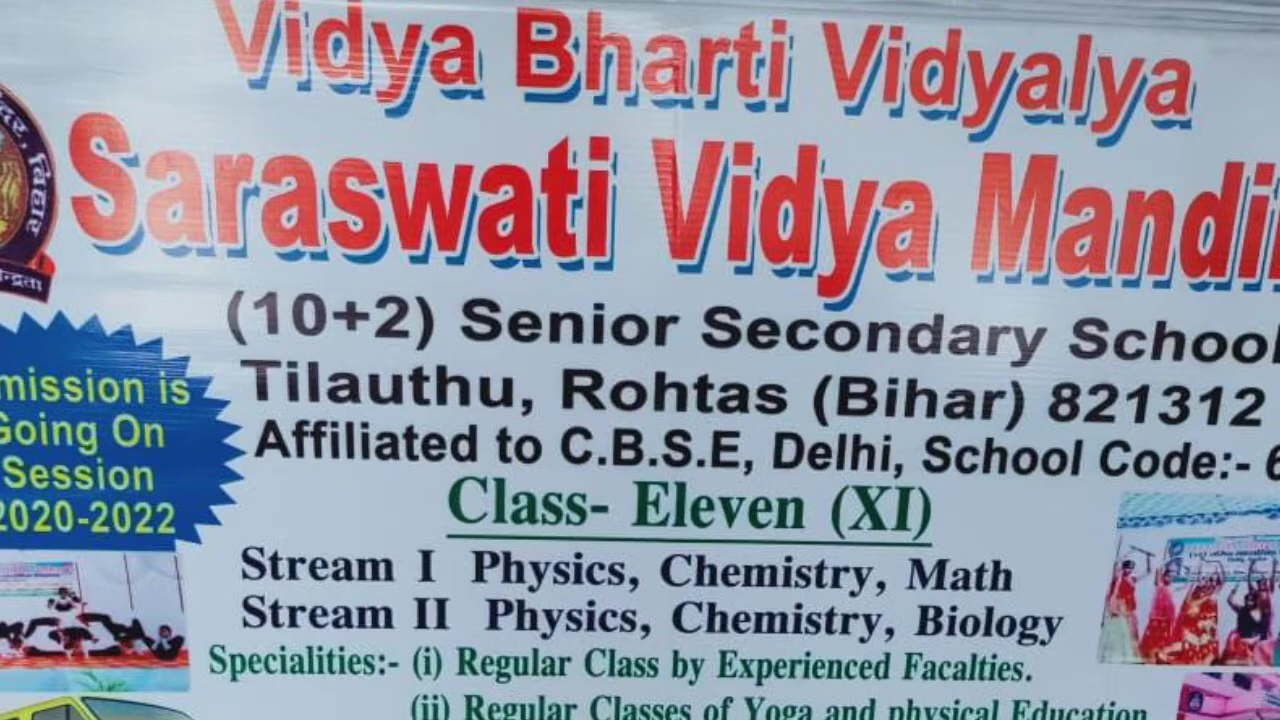 Vidya Bharti Vidyalya
Saraswati Vidya Mandi
(10+2) Senior Secondary School
Tilauthu, Rohtas (Bihar) 821312
Affiliated to C.B.S.E, Delhi, School Code:- 6
बिहार
mission is
Going On
Session
2020-2022
Class- Eleven (XI)
Stream I Physics, Chemistry, Math
Stream II Physics, Chemistry, Biology
Specialities:- (i) Regular Class by Experienced Facalties.
(ii) Regular Classes of Yoga and physical Education